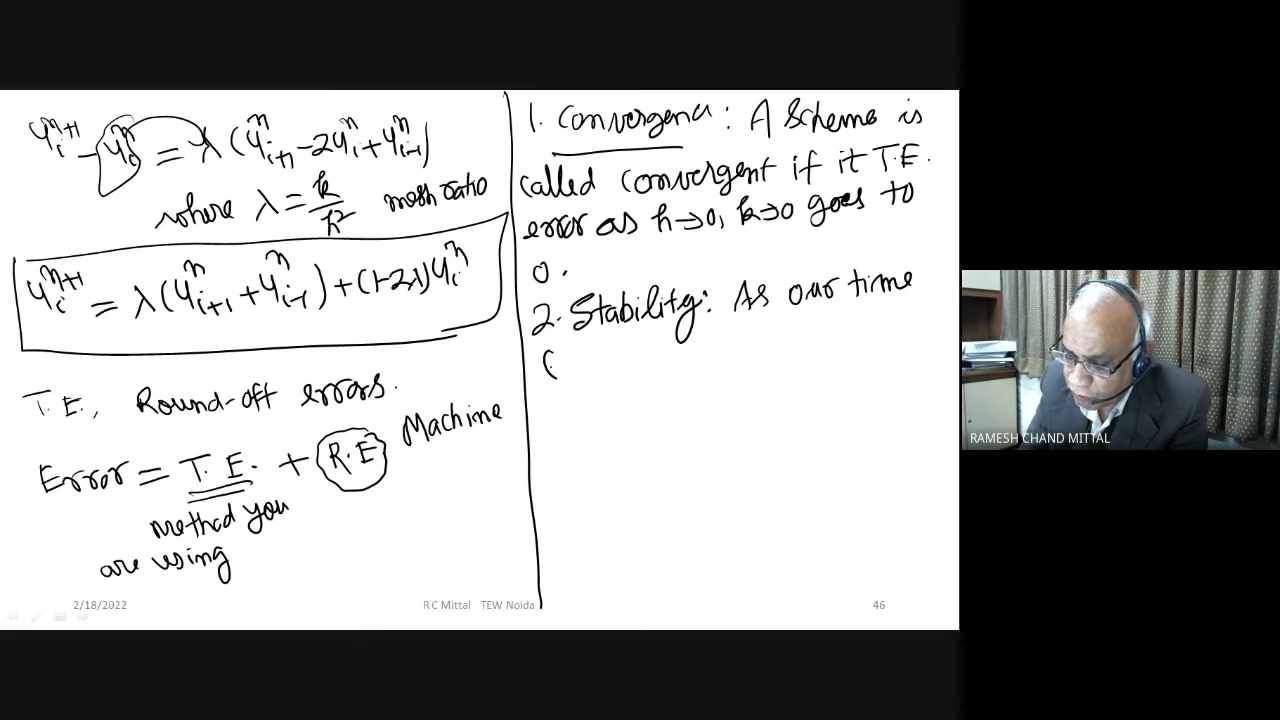 u_i^{n+1} - u_i^n = λ (u_{i+1}^n - 2u_i^n + u_{i-1}^n)
where λ = k/h² mesh ratio
u_i^{n+1} = λ (u_{i+1}^n + u_{i-1}^n) + (1-2λ) u_i^n
T.E., Round-off errors.
Error = T.E. + R.E Machine
method you
are using
1. Convergence : A scheme is
called convergent if it T.E.
error as h→0, k→0 goes to
0.
2. Stability: As our time
(
RAMESH CHAND MITTAL
2/18/2022 R C Mittal TEW Noida 46